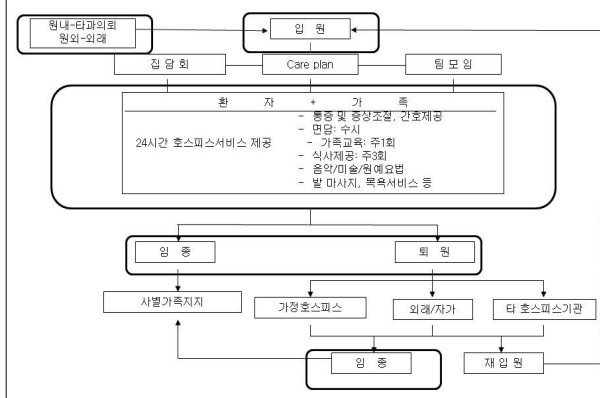 원내-타과의뢰
원외-외래
입 원
집담회
Care plan
팀모임
환 자 + 가 족
24시간 호스피스서비스 제공
- 통증 및 증상조절, 간호제공
- 면담: 수시
- 가족교육: 주1회
- 식사제공: 주3회
- 음악/미술/원예요법
- 발 마사지, 목욕서비스 등
임 종
퇴 원
사별가족지지
가정호스피스
외래/자가
타 호스피스기관
임 종
재입원